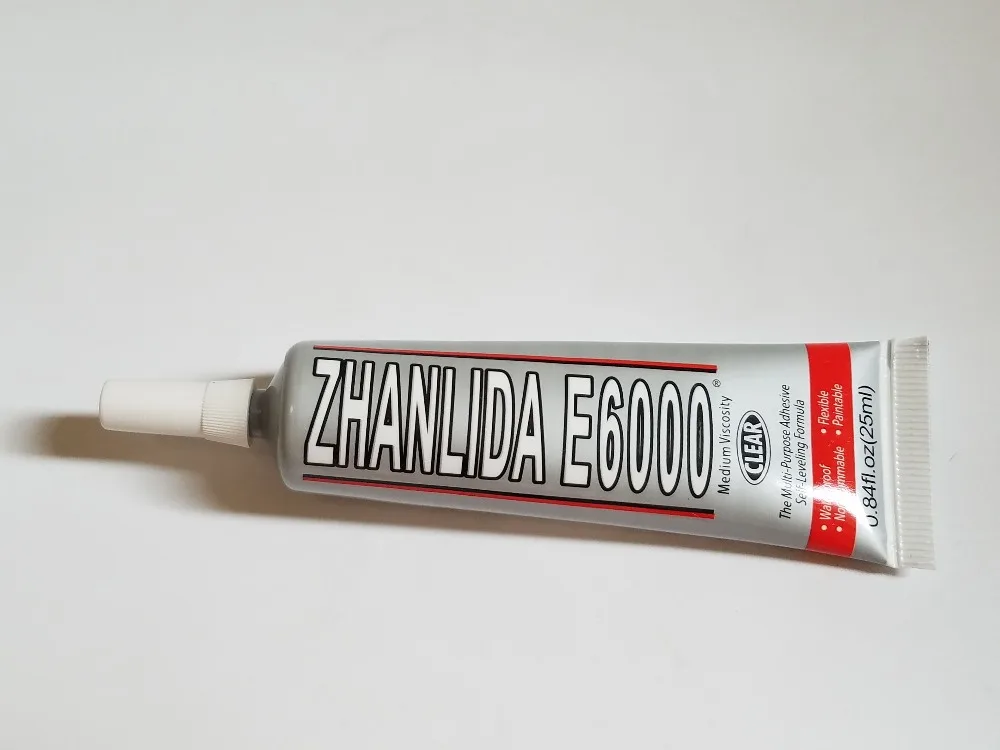 ZHANLIDA E6000®
Medium Viscosity
CLEAR
The Multi-Purpose Adhesive
Self-Leveling Formula
• Flexible
• Paintable
0.84fl.oz(25ml)